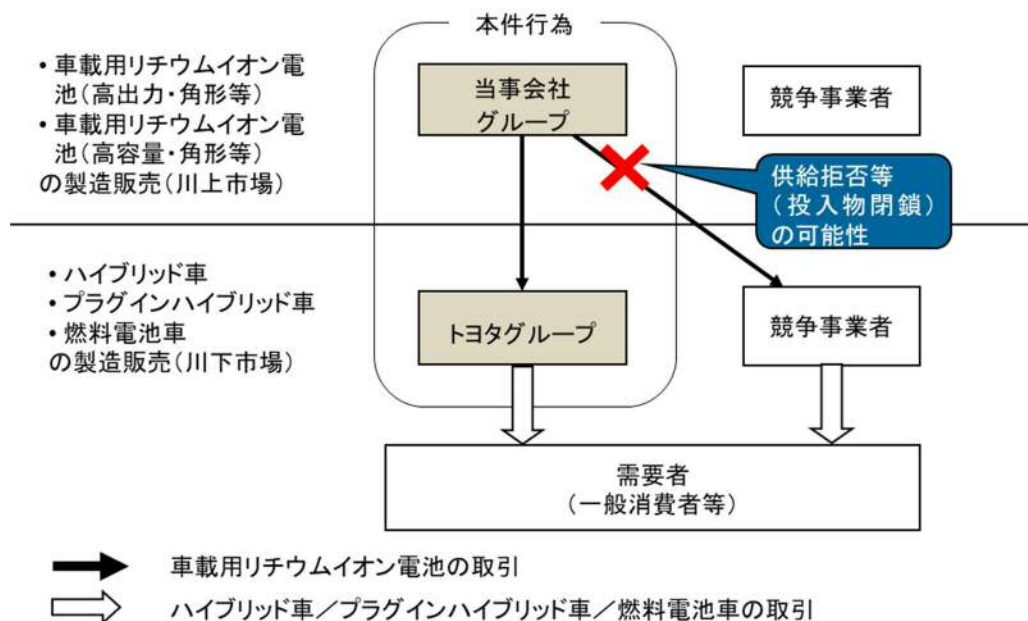 本件行為
• 車載用リチウムイオン電
池（高出力・角形等）
• 車載用リチウムイオン電
池（高容量・角形等）
の製造販売（川上市場）
当事会社
グループ
競争事業者
供給拒否等
（投入物閉鎖）
の可能性
• ハイブリッド車
• プラグインハイブリッド車
• 燃料電池車
の製造販売（川下市場）
トヨタグループ
競争事業者
需要者
（一般消費者等）
車載用リチウムイオン電池の取引
ハイブリッド車／プラグインハイブリッド車／燃料電池車の取引